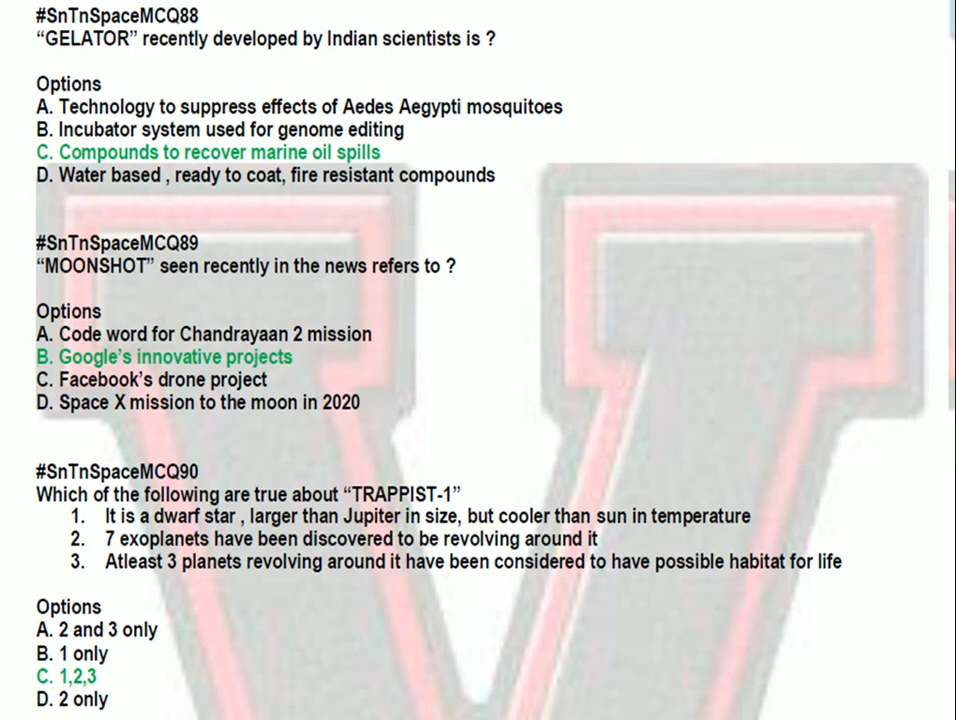 #SnTnSpaceMCQ88
“GELATOR” recently developed by Indian scientists is ?
Options
A. Technology to suppress effects of Aedes Aegypti mosquitoes
B. Incubator system used for genome editing
C. Compounds to recover marine oil spills
D. Water based , ready to coat, fire resistant compounds
#SnTnSpaceMCQ89
“MOONSHOT” seen recently in the news refers to ?
Options
A. Code word for Chandrayaan 2 mission
B. Google’s innovative projects
C. Facebook’s drone project
D. Space X mission to the moon in 2020
#SnTnSpaceMCQ90
Which of the following are true about “TRAPPIST-1”
1. It is a dwarf star , larger than Jupiter in size, but cooler than sun in temperature
2. 7 exoplanets have been discovered to be revolving around it
3. Atleast 3 planets revolving around it have been considered to have possible habitat for life
Options
A. 2 and 3 only
B. 1 only
C. 1,2,3
D. 2 only